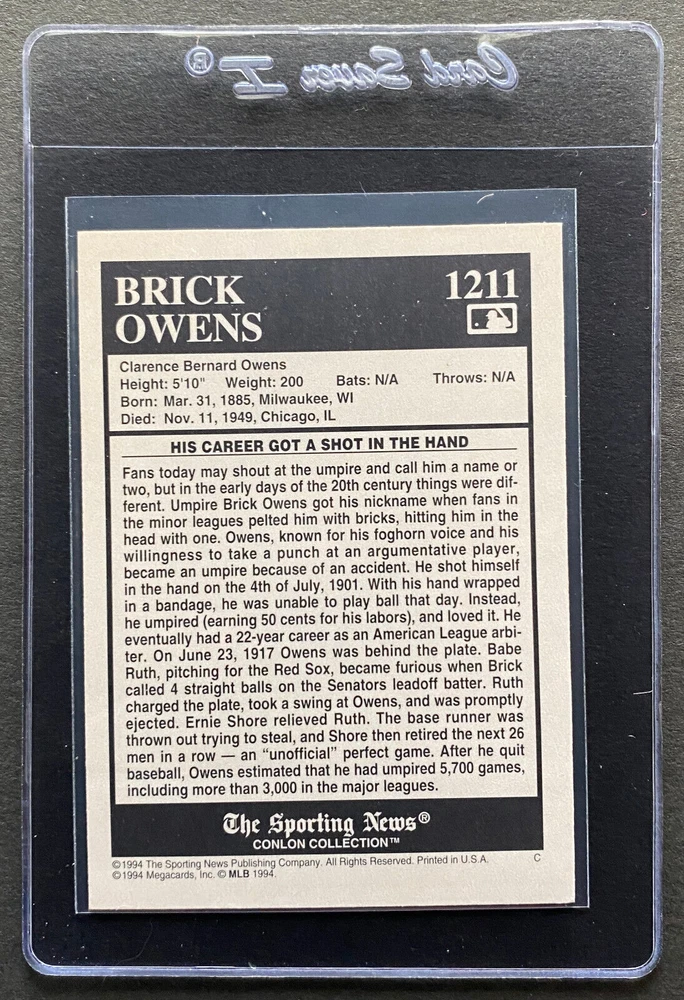 Card Saver I ®
BRICK
OWENS
1211
Clarence Bernard Owens
Height: 5'10" Weight: 200 Bats: N/A Throws: N/A
Born: Mar. 31, 1885, Milwaukee, WI
Died: Nov. 11, 1949, Chicago, IL
HIS CAREER GOT A SHOT IN THE HAND
Fans today may shout at the umpire and call him a name or
two, but in the early days of the 20th century things were dif-
ferent. Umpire Brick Owens got his nickname when fans in
the minor leagues pelted him with bricks, hitting him in the
head with one. Owens, known for his foghorn voice and his
willingness to take a punch at an argumentative player,
became an umpire because of an accident. He shot himself
in the hand on the 4th of July, 1901. With his hand wrapped
in a bandage, he was unable to play ball that day. Instead,
he umpired (earning 50 cents for his labors), and loved it. He
eventually had a 22-year career as an American League arbi-
ter. On June 23, 1917 Owens was behind the plate. Babe
Ruth, pitching for the Red Sox, became furious when Brick
called 4 straight balls on the Senators leadoff batter. Ruth
charged the plate, took a swing at Owens, and was promptly
ejected. Ernie Shore relieved Ruth. The base runner was
thrown out trying to steal, and Shore then retired the next 26
men in a row — an "unofficial" perfect game. After he quit
baseball, Owens estimated that he had umpired 5,700 games,
including more than 3,000 in the major leagues.
The Sporting News®
CONLON COLLECTION™
©1994 The Sporting News Publishing Company. All Rights Reserved. Printed in U.S.A. C
©1994 Megacards, Inc. © MLB 1994.